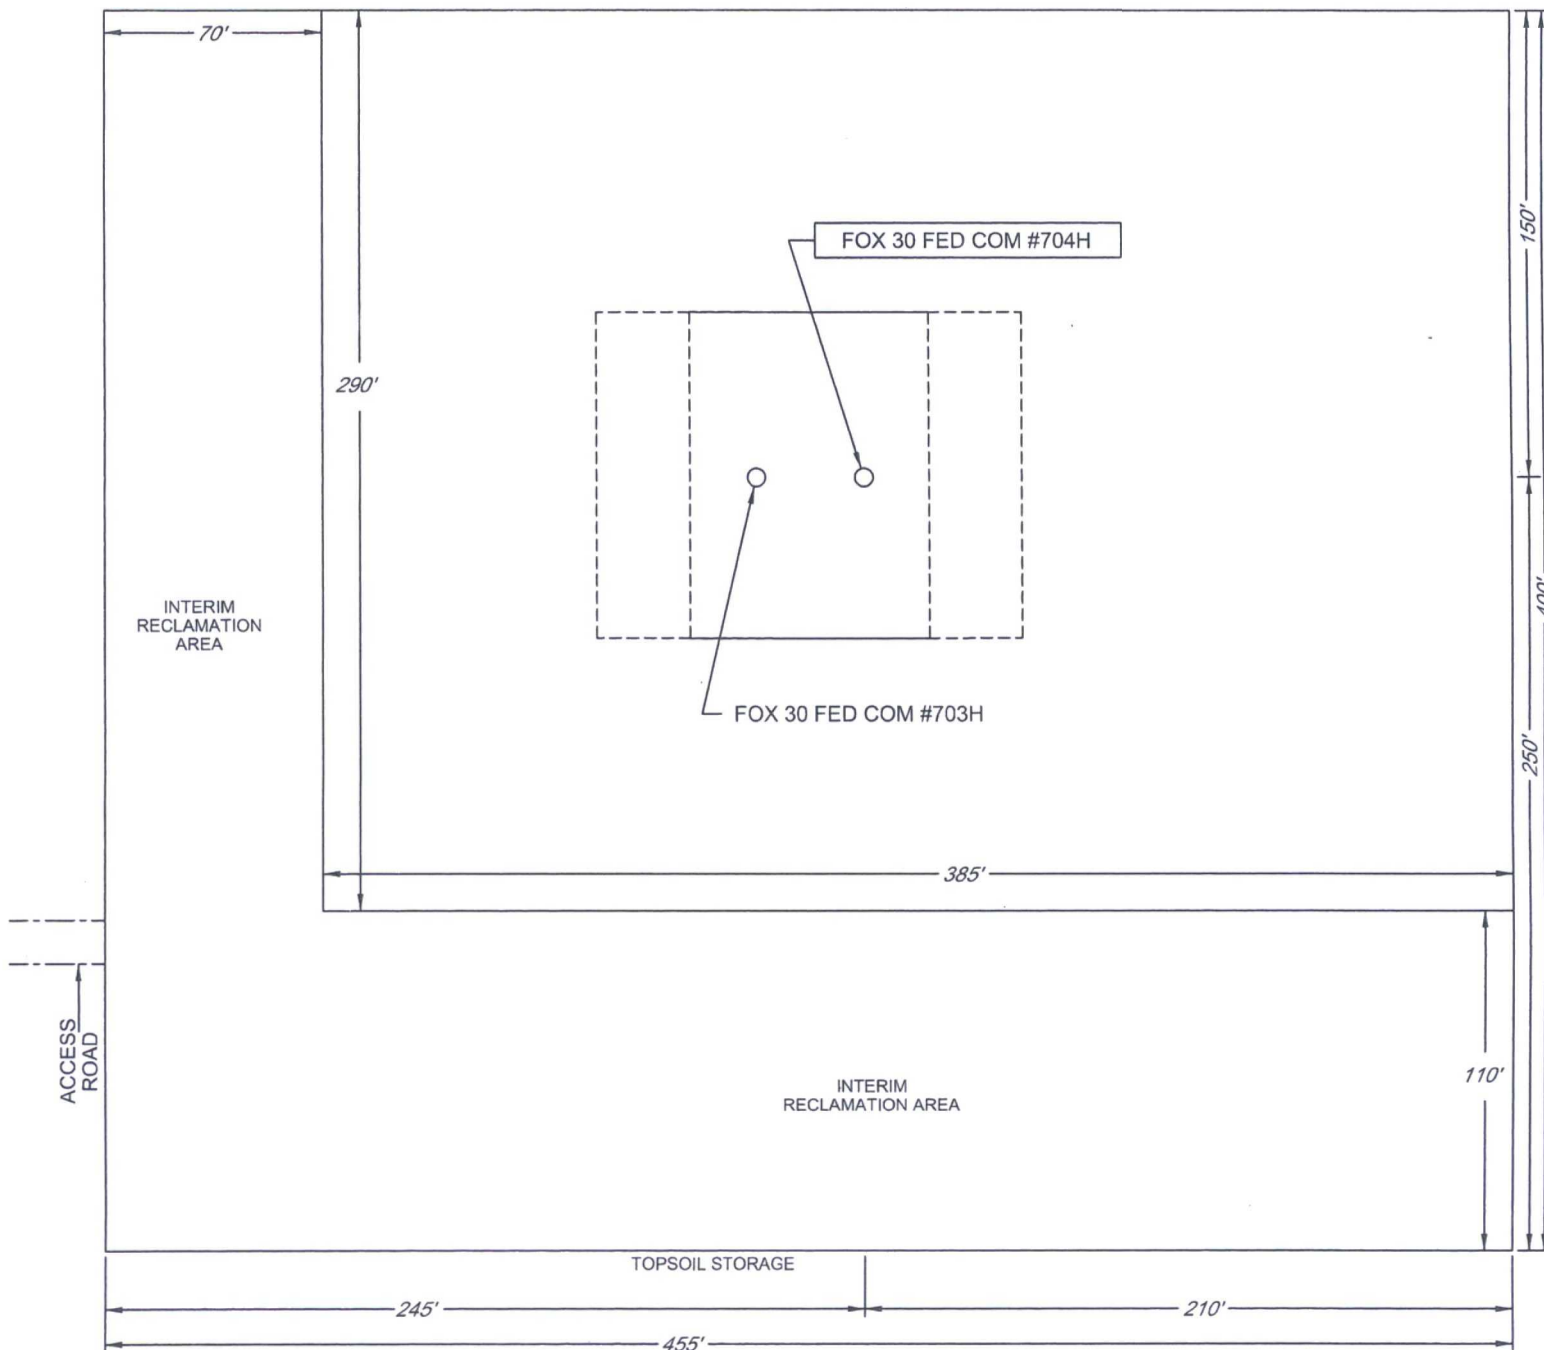 70'
150'
FOX 30 FED COM #704H
290'
400'
INTERIM
RECLAMATION
AREA
FOX 30 FED COM #703H
250'
385'
ACCESS
ROAD
110'
INTERIM
RECLAMATION AREA
TOPSOIL STORAGE
245'
210'
455'